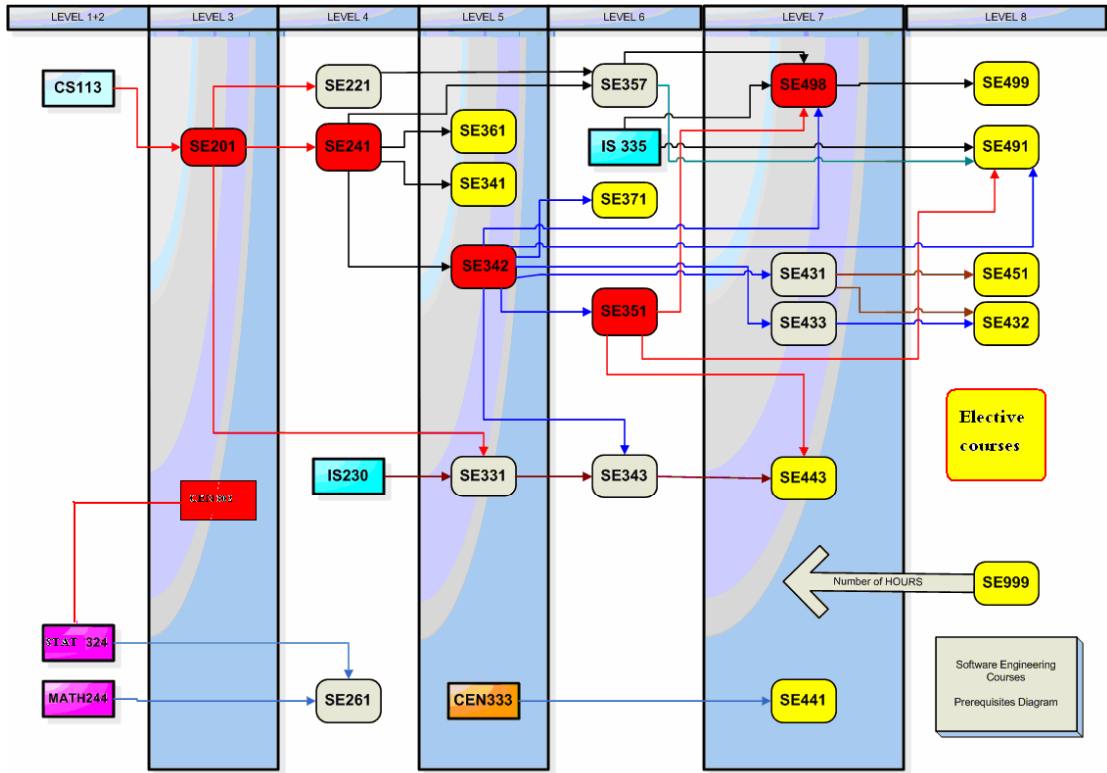 LEVEL 1+2
LEVEL 3
LEVEL 4
LEVEL 5
LEVEL 6
LEVEL 7
LEVEL 8
CS113
SE221
SE357
SE498
SE499
SE201
SE241
SE361
IS 335
SE491
SE341
SE371
SE342
SE431
SE451
SE351
SE433
SE432
Elective
courses
IS230
SE331
SE343
SE443
Number of HOURS
SE999
STAT 324
MATH244
SE261
CEN333
SE441
Software Engineering
Courses
Prerequisites Diagram